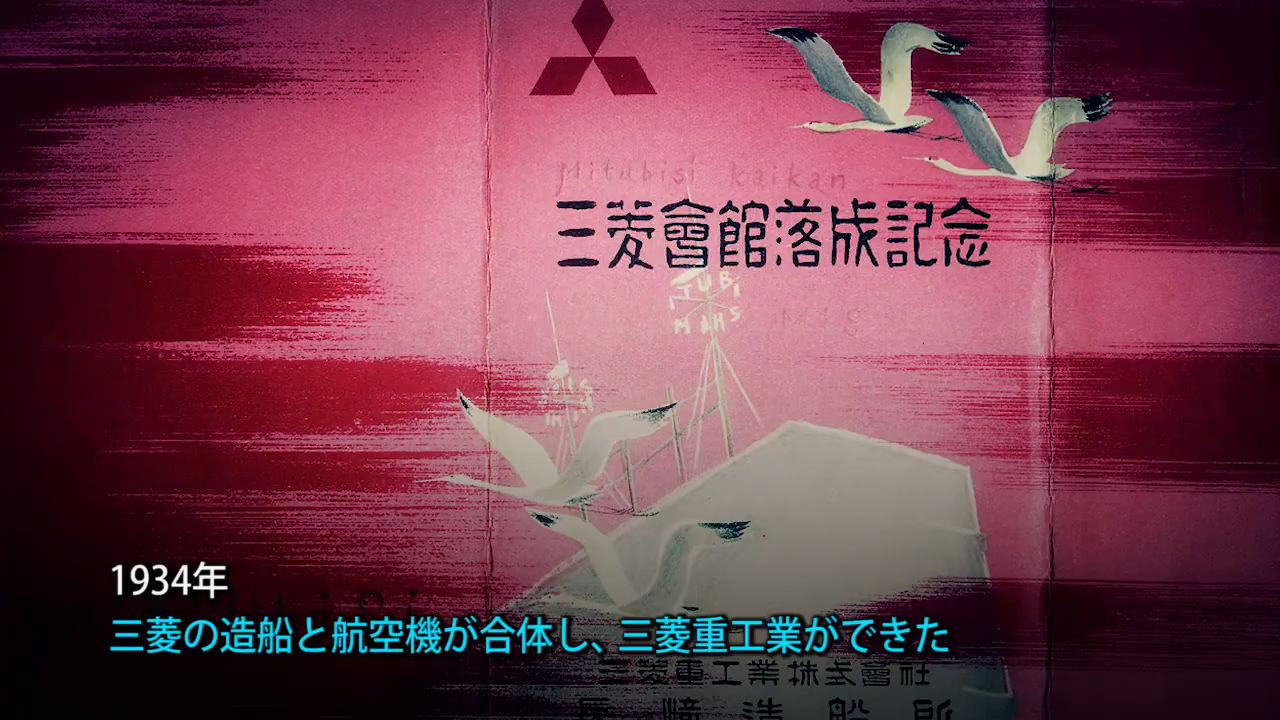 Mitubisi kaikan
三菱會館落成記念
1934年
三菱の造船と航空機が合体し、三菱重工業ができた
三菱重工業株式會社
長崎造船所